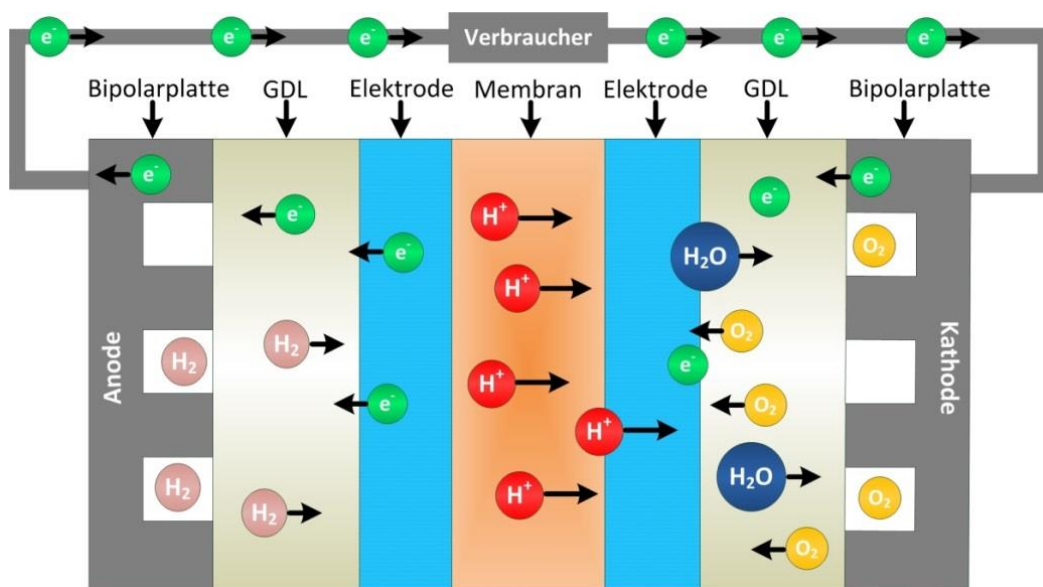 e⁻ e⁻ e⁻ Verbraucher e⁻ e⁻ e⁻
Bipolarplatte GDL Elektrode Membran Elektrode GDL Bipolarplatte
e⁻ e⁻
e⁻
e⁻ H⁺
e⁻ H₂O O₂
H⁺
H₂ O₂
H₂ e⁻
H⁺
e⁻ O₂
H⁺
H₂O
H₂ H⁺ O₂
H₂
O₂
Anode
Kathode